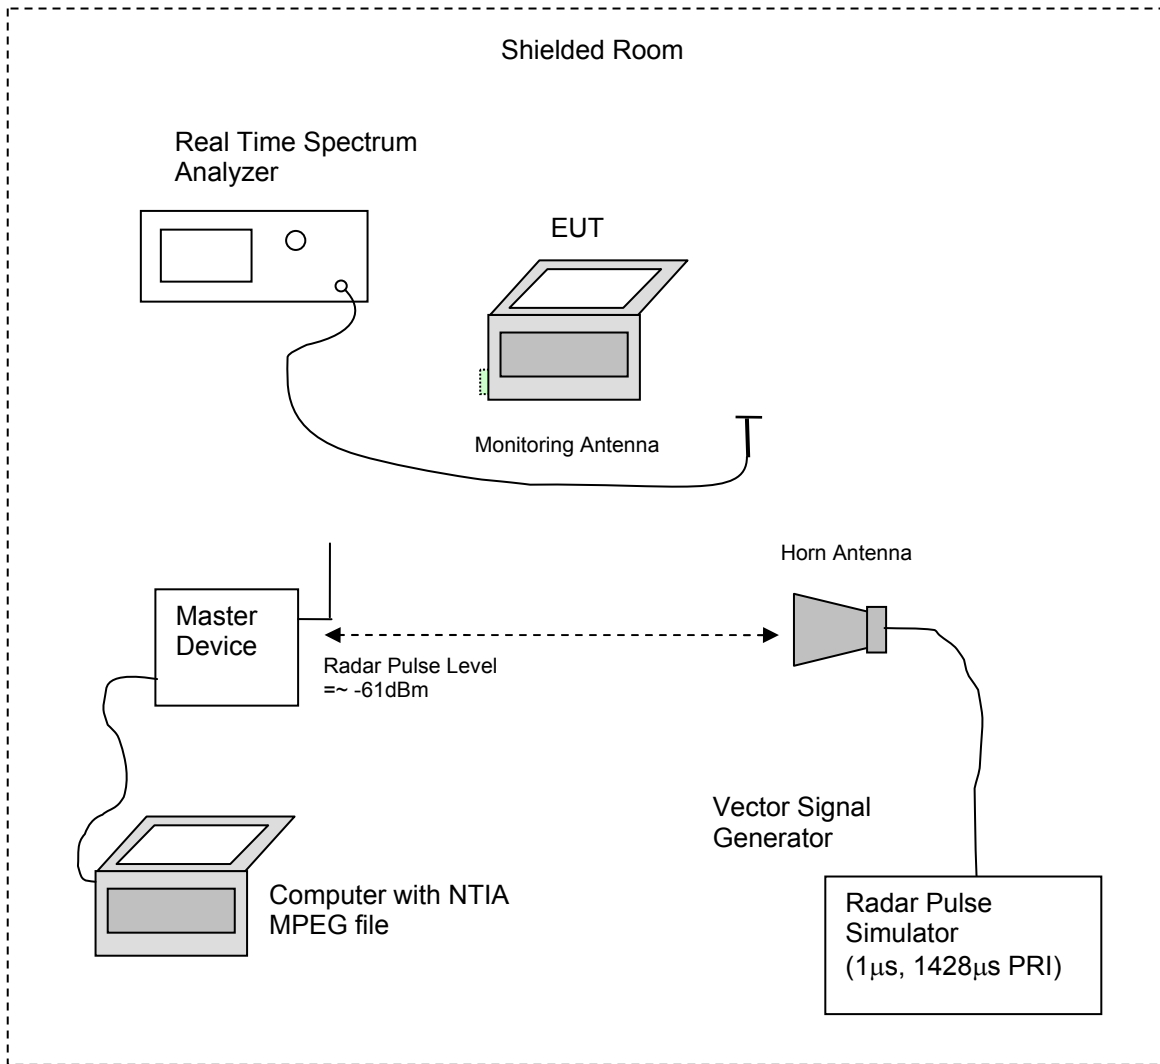 Shielded Room
Real Time Spectrum
Analyzer
EUT
Monitoring Antenna
Horn Antenna
Master
Device
Radar Pulse Level
=~ -61dBm
Vector Signal
Generator
Computer with NTIA
MPEG file
Radar Pulse
Simulator
(1μs, 1428μs PRI)